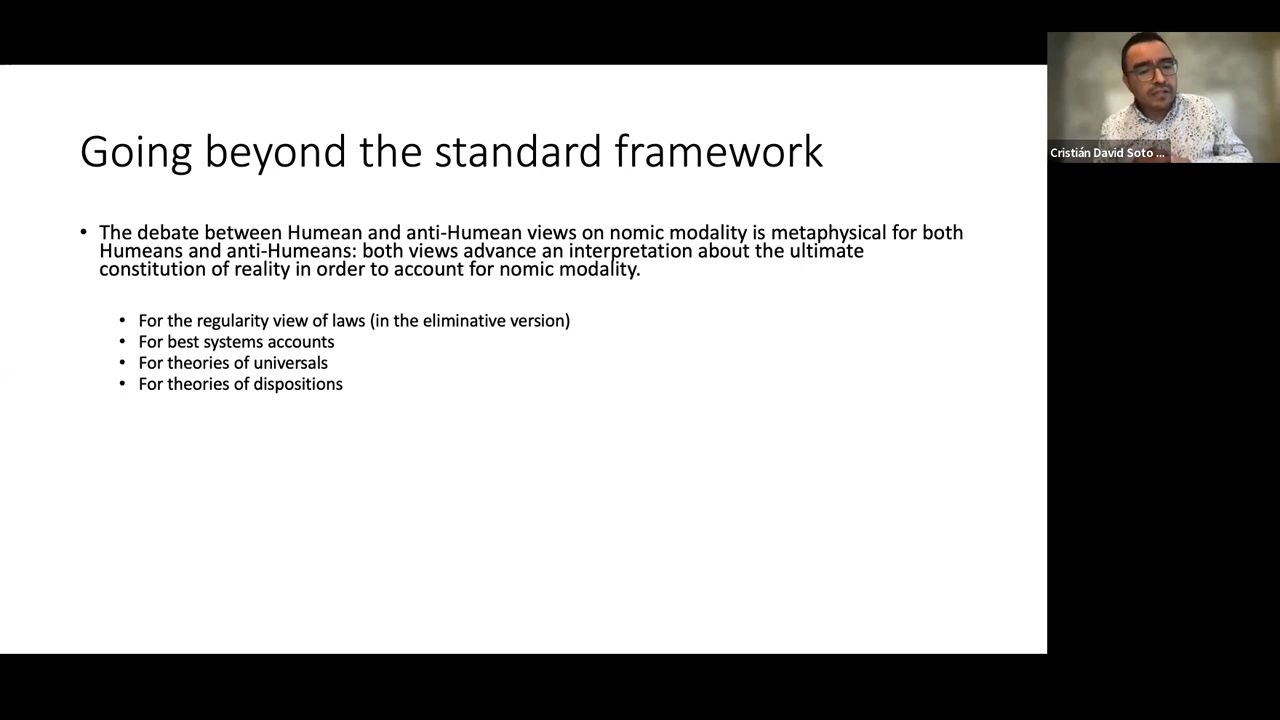 Going beyond the standard framework
• The debate between Humean and anti-Humean views on nomic modality is metaphysical for both
Humeans and anti-Humeans: both views advance an interpretation about the ultimate
constitution of reality in order to account for nomic modality.
• For the regularity view of laws (in the eliminative version)
• For best systems accounts
• For theories of universals
• For theories of dispositions
Cristián David Soto ...